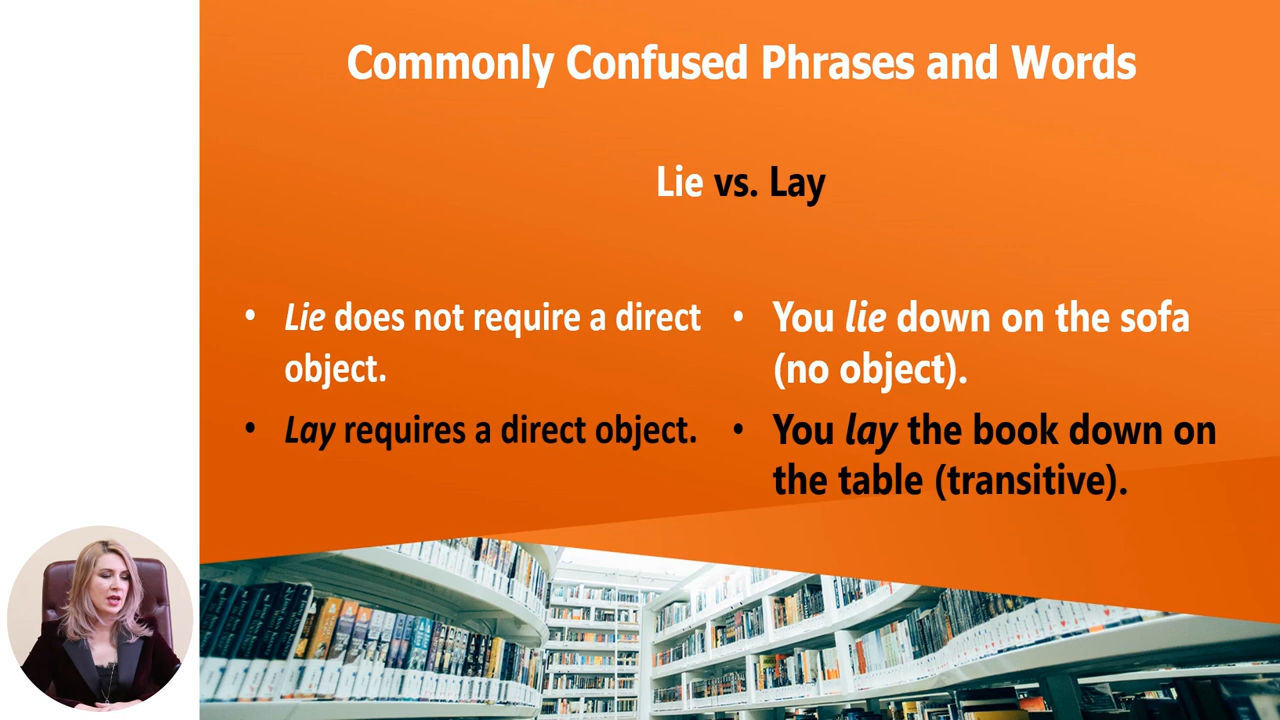 Commonly Confused Phrases and Words
Lie vs. Lay
• Lie does not require a direct
object.
• Lay requires a direct object.
• You lie down on the sofa
(no object).
• You lay the book down on
the table (transitive).